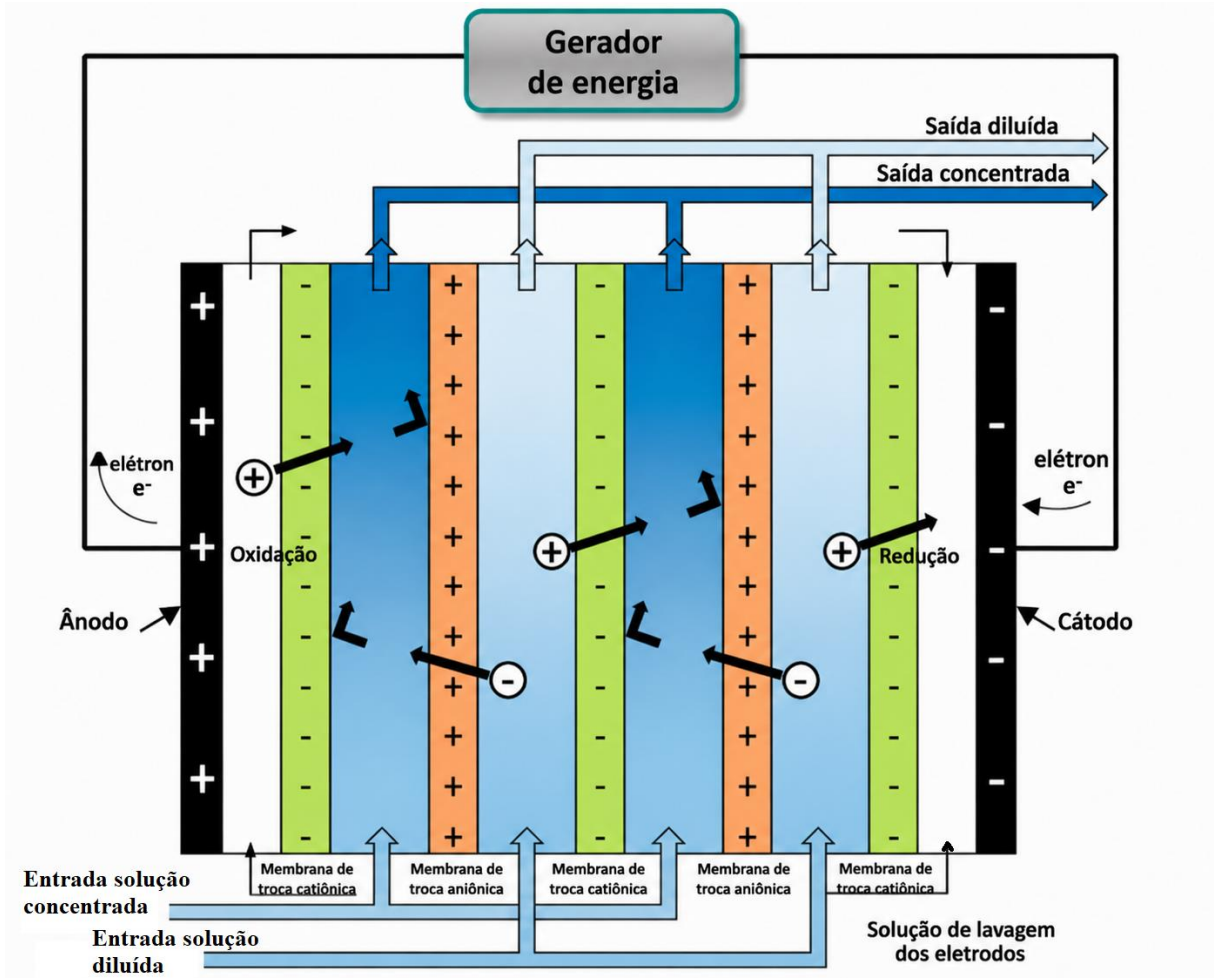 Gerador
de energia
Saída diluída
Saída concentrada
elétron
e-
elétron
e-
Oxidação
Redução
Ânodo
Cátodo
Membrana de
troca catiônica
Membrana de
troca aniônica
Membrana de
troca catiônica
Membrana de
troca aniônica
Membrana de
troca catiônica
Entrada solução
concentrada
Entrada solução
diluída
Solução de lavagem
dos eletrodos